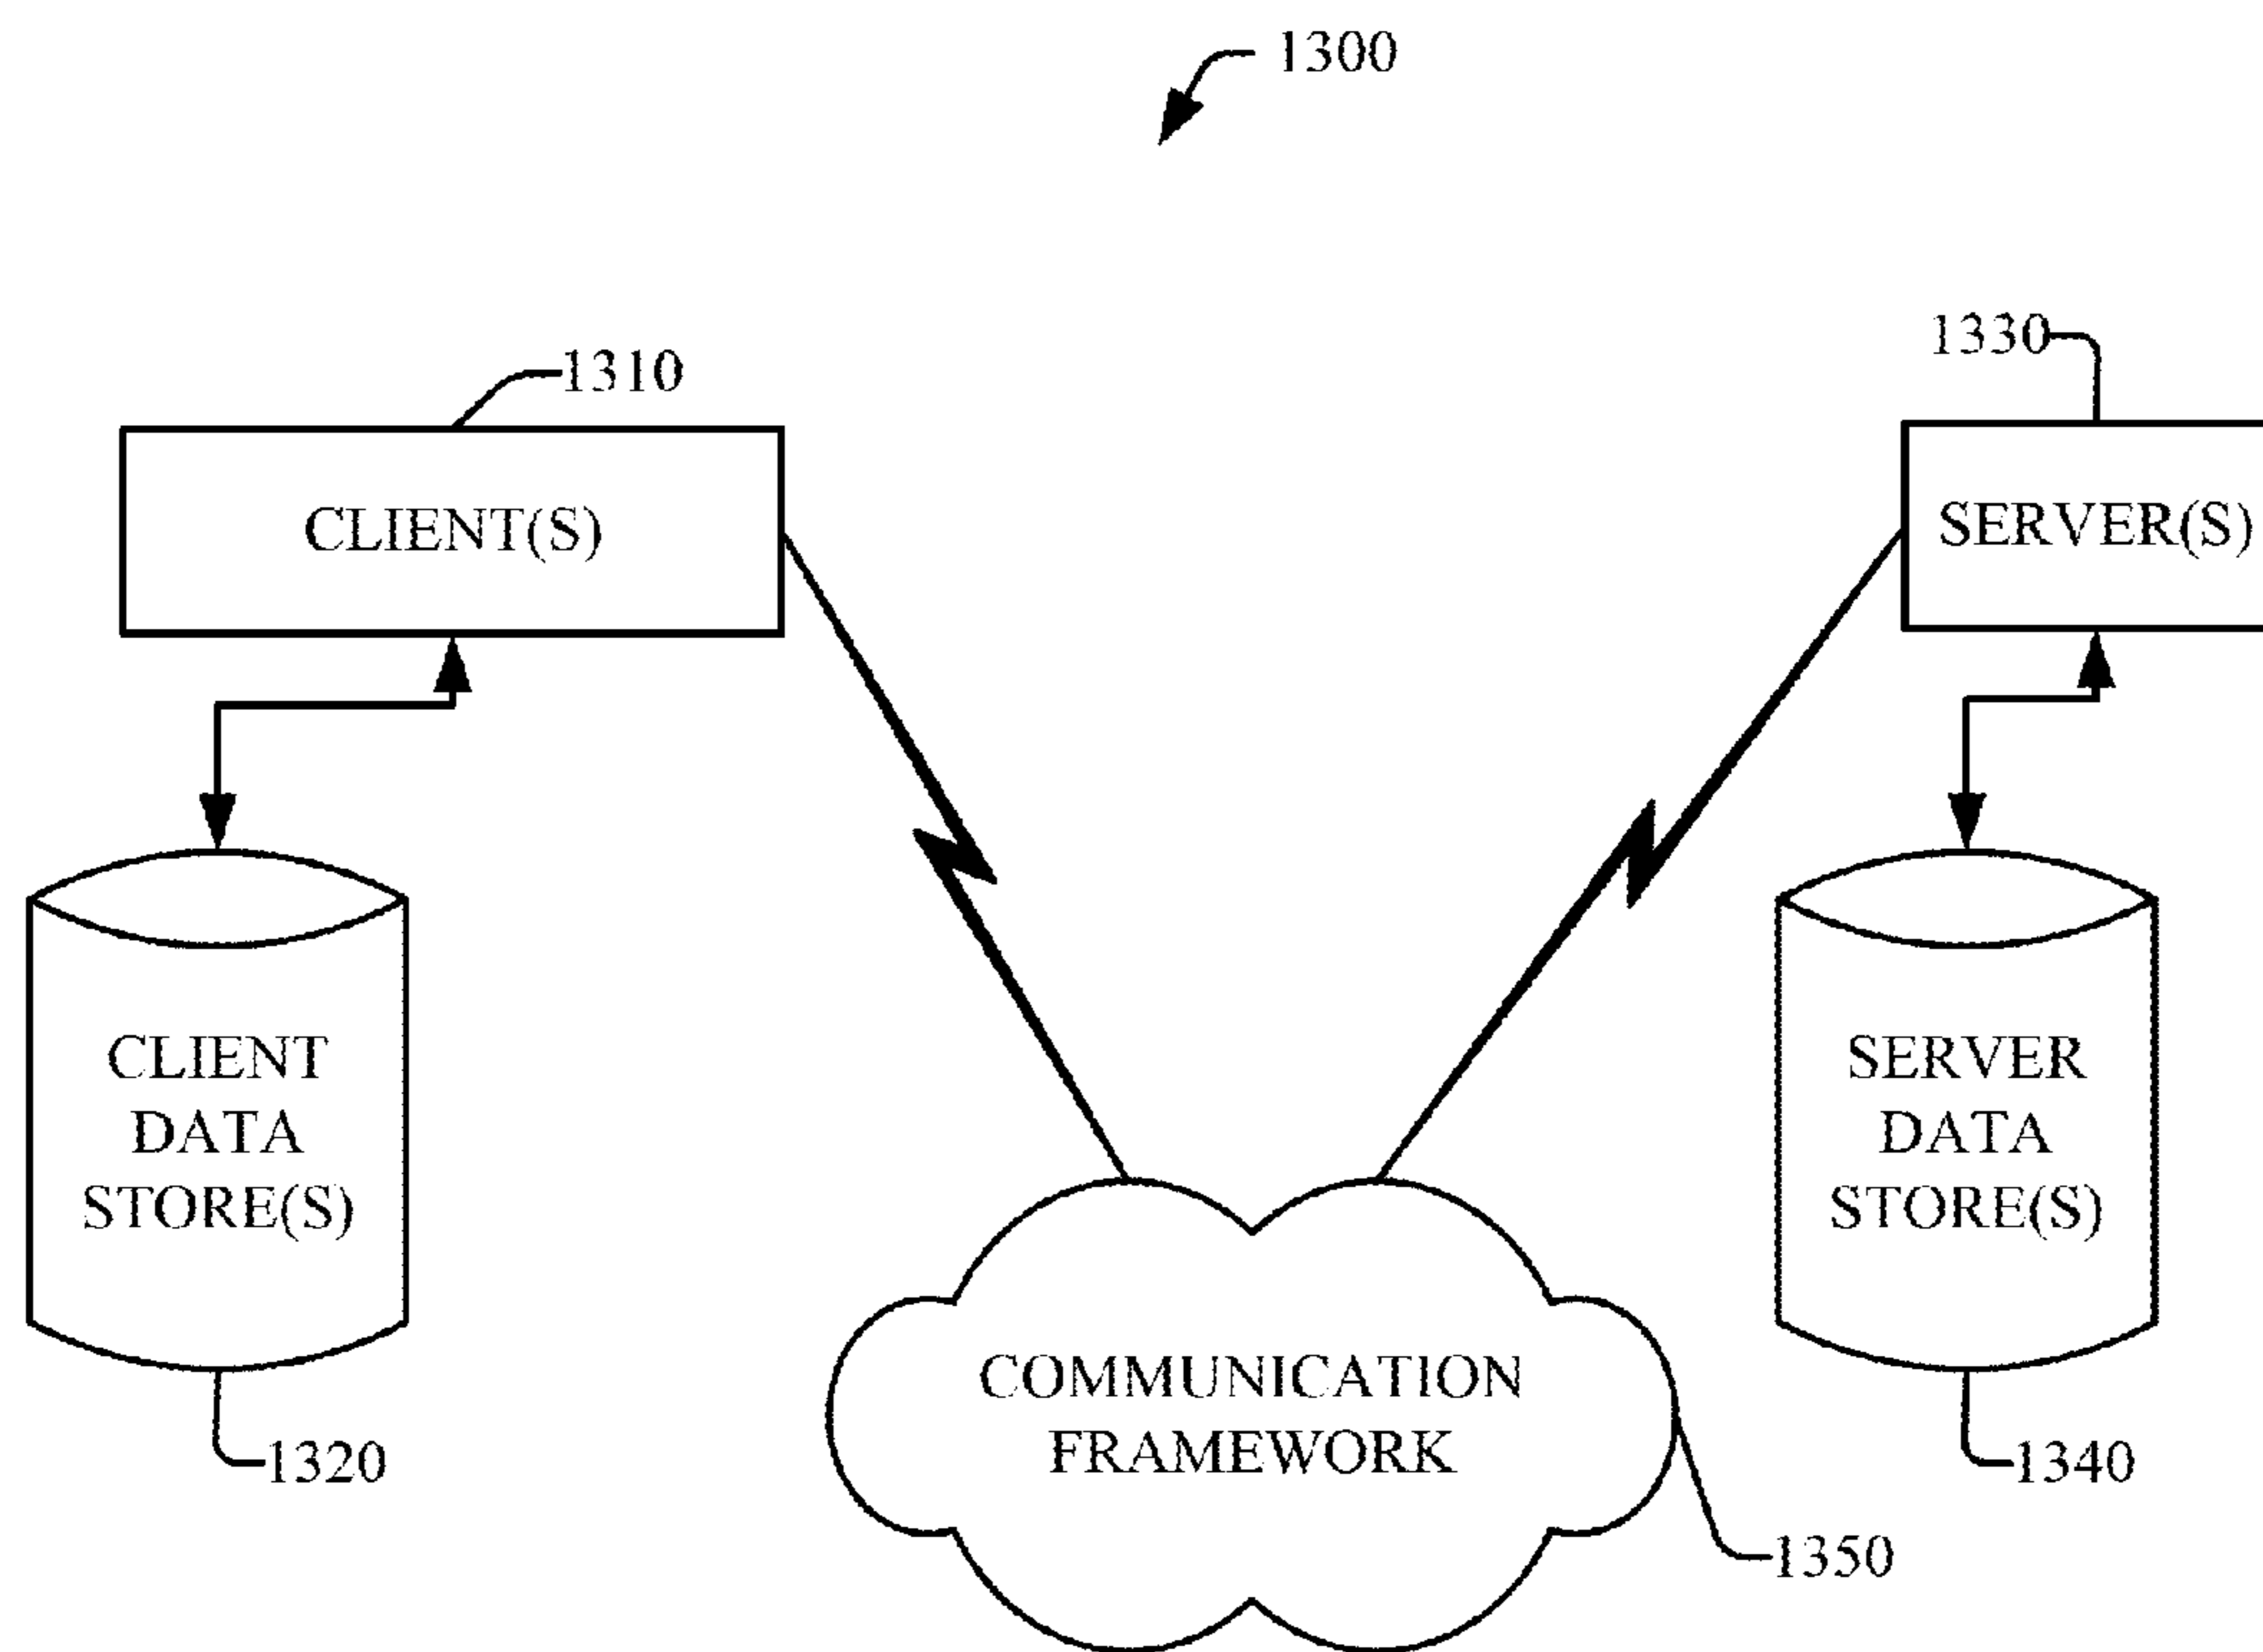 1300
1310
1330
CLIENT(S)
SERVER(S)
CLIENT
DATA
STORE(S)
SERVER
DATA
STORE(S)
COMMUNICATION
FRAMEWORK
1320
1340
1350